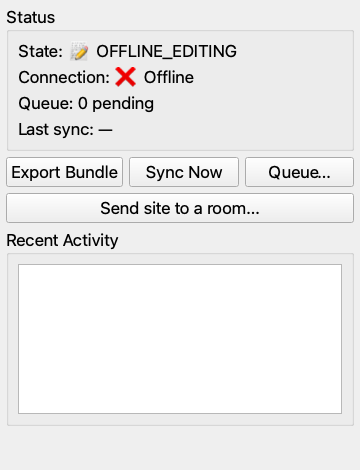 Status
State: 📝 OFFLINE_EDITING
Connection: ❌ Offline
Queue: 0 pending
Last sync: —
Export Bundle
Sync Now
Queue...
Send site to a room...
Recent Activity